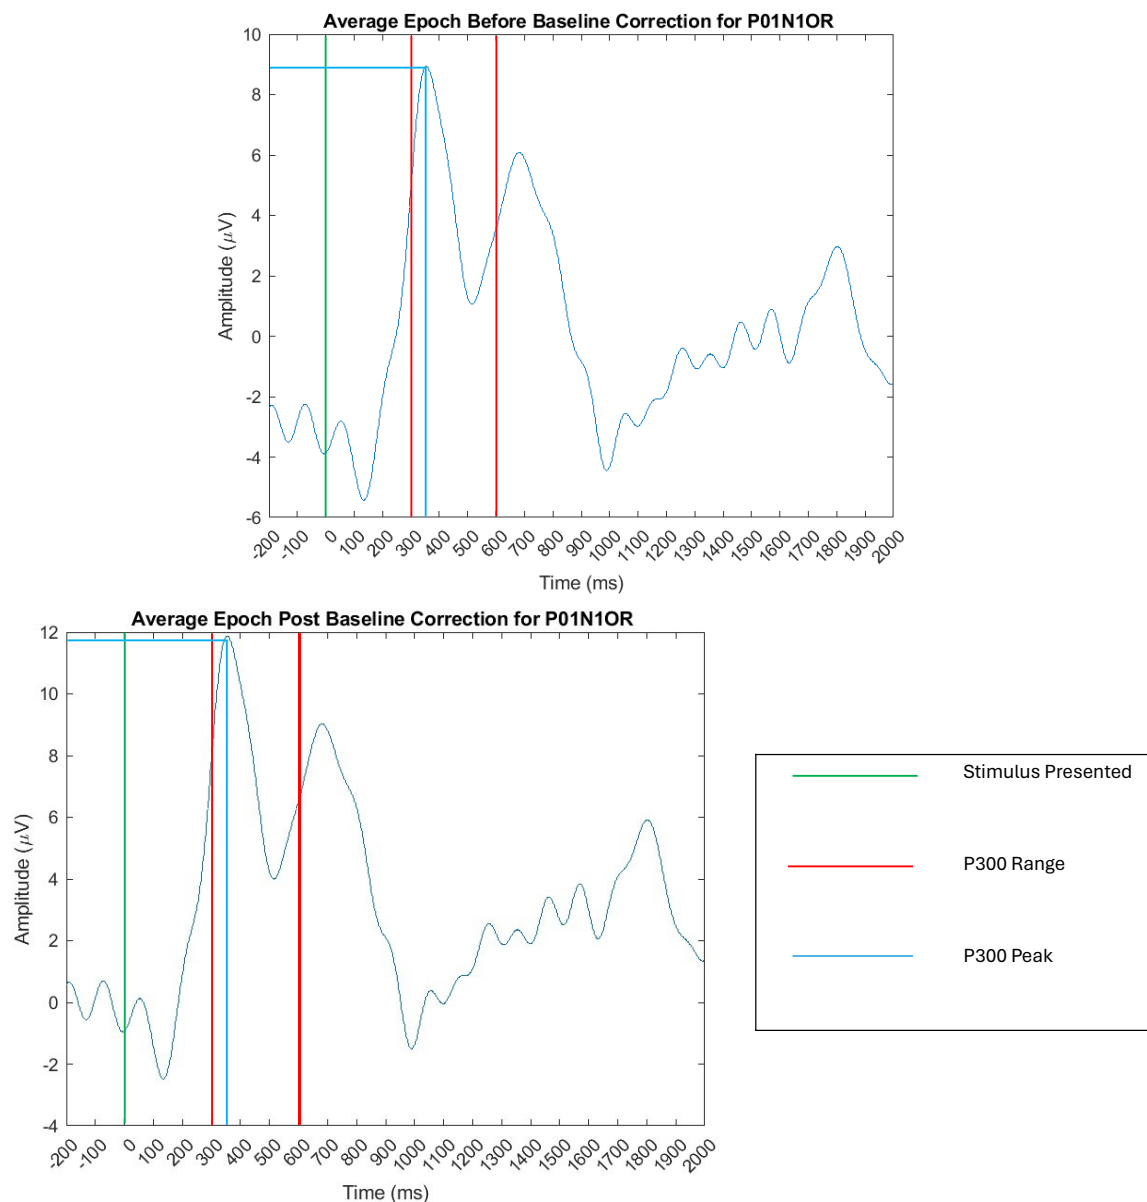 Average Epoch Before Baseline Correction for P01N1OR
10
8
6
4
2
0
-2
-4
-6
Amplitude (μV)
-200 -100 0 100 200 300 400 500 600 700 800 900 1000 1100 1200 1300 1400 1500 1600 1700 1800 1900 2000
Time (ms)
Average Epoch Post Baseline Correction for P01N1OR
12
10
8
6
4
2
0
-2
-4
Amplitude (μV)
-200 -100 0 100 200 300 400 500 600 700 800 900 1000 1100 1200 1300 1400 1500 1600 1700 1800 1900 2000
Time (ms)
Stimulus Presented
P300 Range
P300 Peak